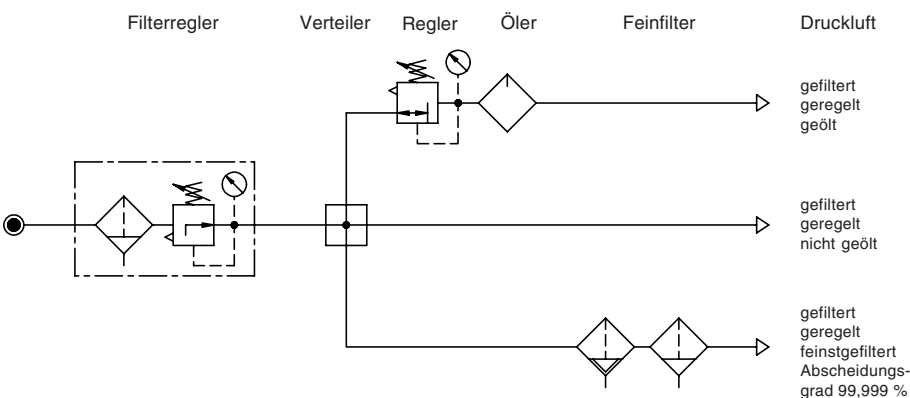 Filterregler Verteiler Regler Öler Feinfilter Druckluft
gefiltert
geregelt
geölt
gefiltert
geregelt
nicht geölt
gefiltert
geregelt
feinstgefiltert
Abscheidungs-
grad 99,999 %